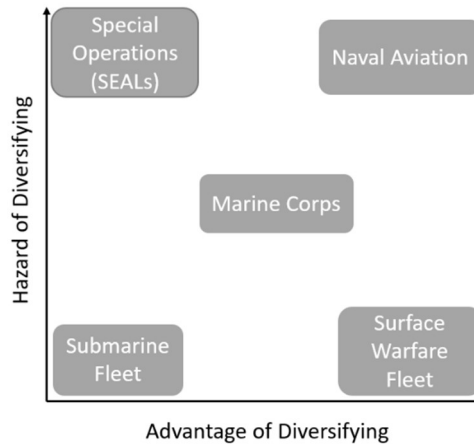 Special
Operations
(SEALs)
Naval Aviation
Marine Corps
Submarine
Fleet
Surface
Warfare
Fleet
Hazard of Diversifying
Advantage of Diversifying